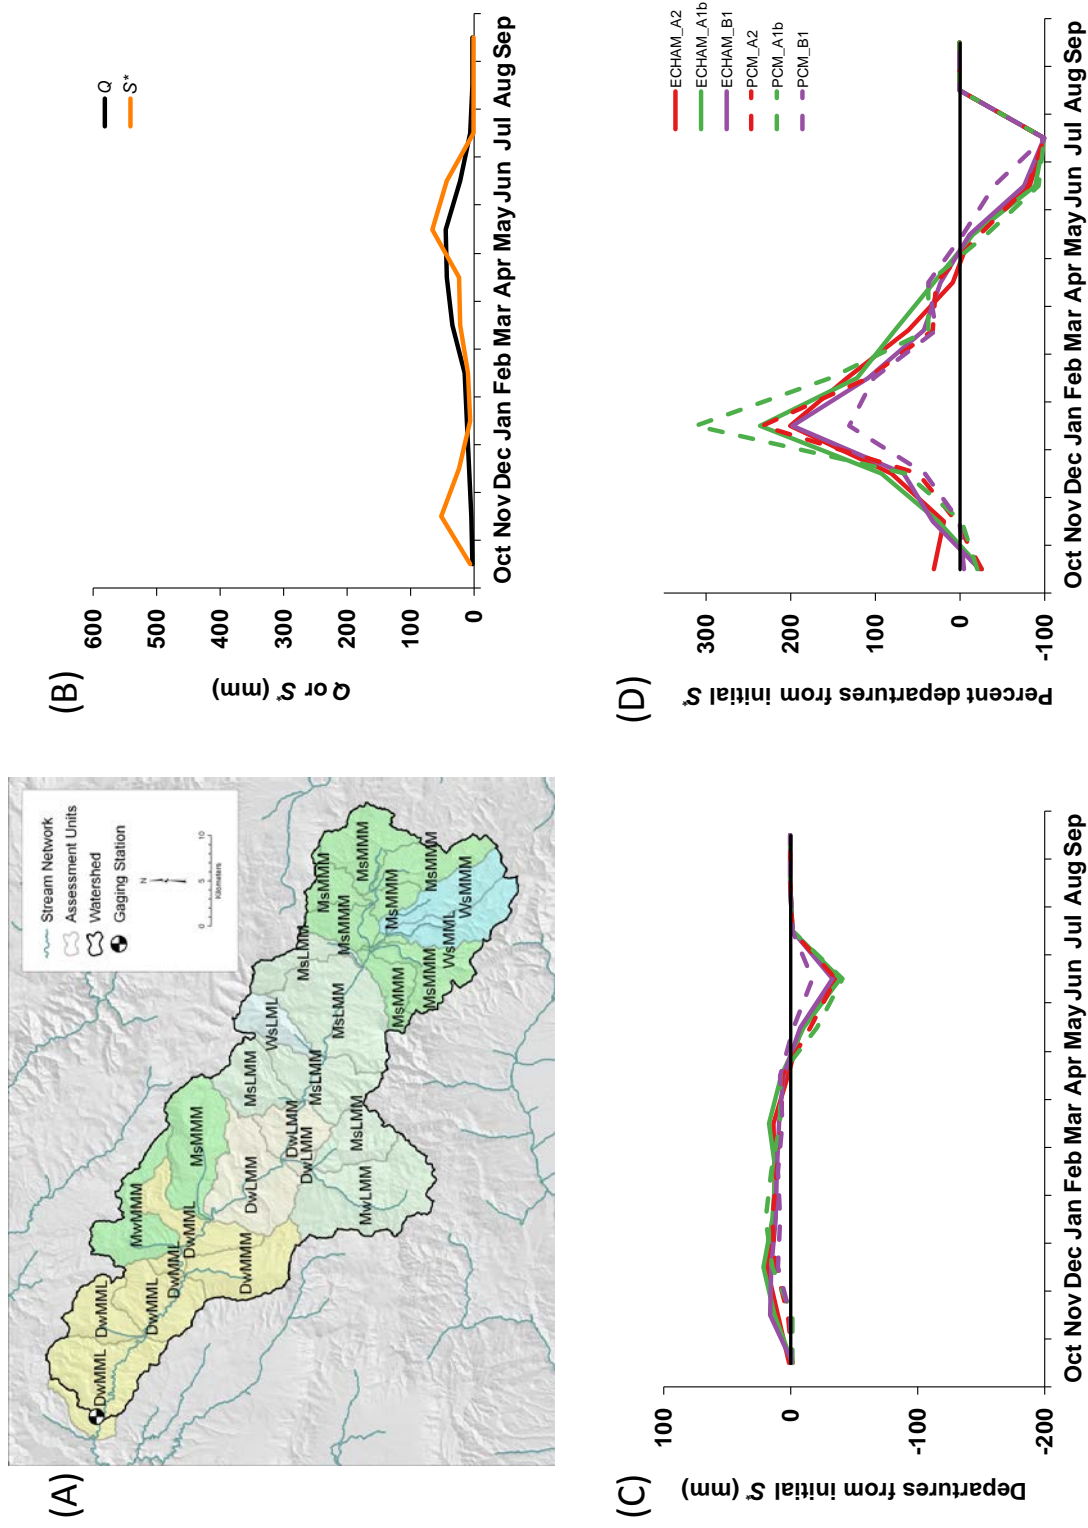 (A)
Stream Network
Assessment Units
Watershed
Gaging Station
N
0 5 10
Kilometers
DwMML
DwMML
DwMML
DwMML
DwMML
MwMMM
MsMMM
DwMMM
DwLMM
DwLMM
DwLMM
MwLMM
MsLMM
MsLMM
MsLMM
WsLML
MsLMM
MsLMM
MsMMM
MsMMM
MsMMM
MsMMM
MsMMM
MsMMM
MsMMM
WsMML
WsMMM
(B)
Q or S* (mm)
600
500
400
300
200
100
0
Oct Nov Dec Jan Feb Mar Apr May Jun Jul Aug Sep
Q
S*
(C)
Departures from initial S* (mm)
100
0
-100
-200
Oct Nov Dec Jan Feb Mar Apr May Jun Jul Aug Sep
(D)
Percent departures from initial S*
300
200
100
0
-100
Oct Nov Dec Jan Feb Mar Apr May Jun Jul Aug Sep
ECHAM_A2
ECHAM_A1b
ECHAM_B1
PCM_A2
PCM_A1b
PCM_B1